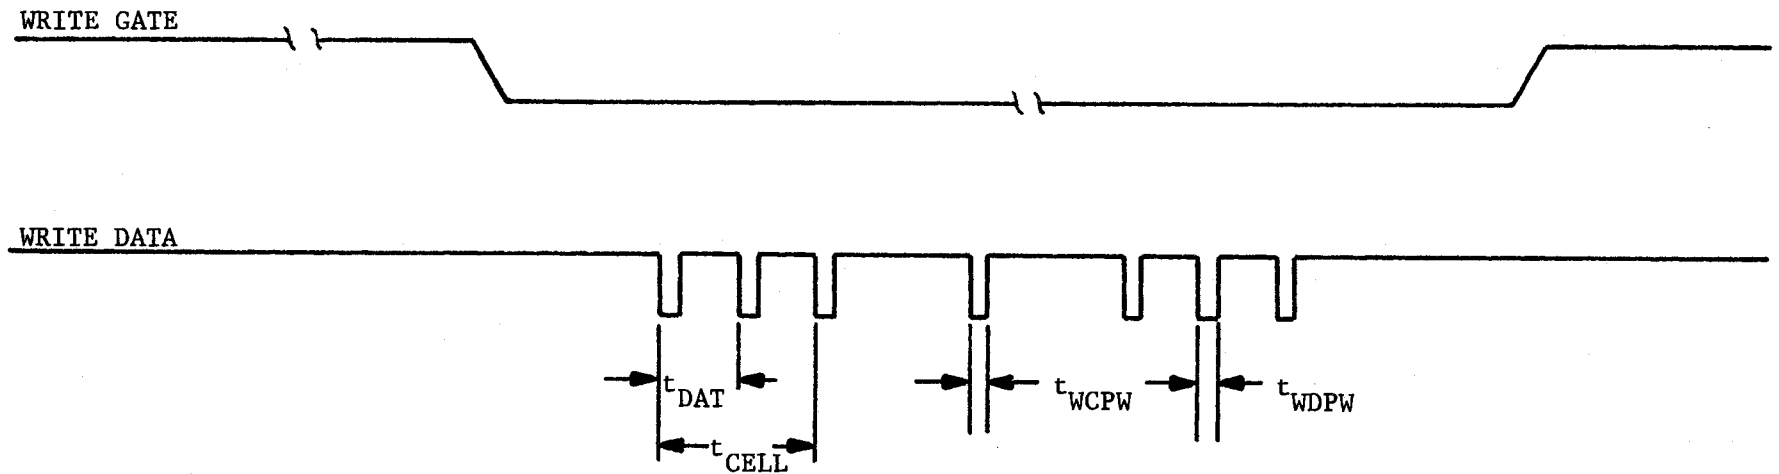 WRITE GATE
WRITE DATA
tDAT
tWCPW
tWDPW
tCELL